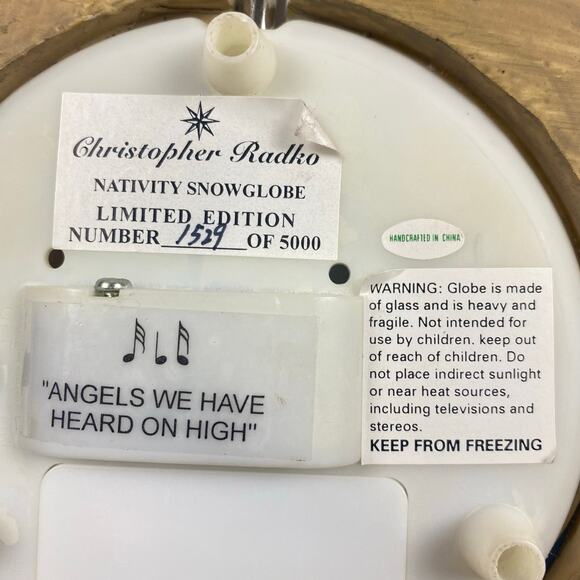 Christopher Radko
NATIVITY SNOWGLOBE
LIMITED EDITION
NUMBER 1529 OF 5000
HANDCRAFTED IN CHINA
WARNING: Globe is made
of glass and is heavy and
fragile. Not intended for
use by children. keep out
of reach of children. Do
not place indirect sunlight
or near heat sources,
including televisions and
stereos.
KEEP FROM FREEZING
"ANGELS WE HAVE
HEARD ON HIGH"